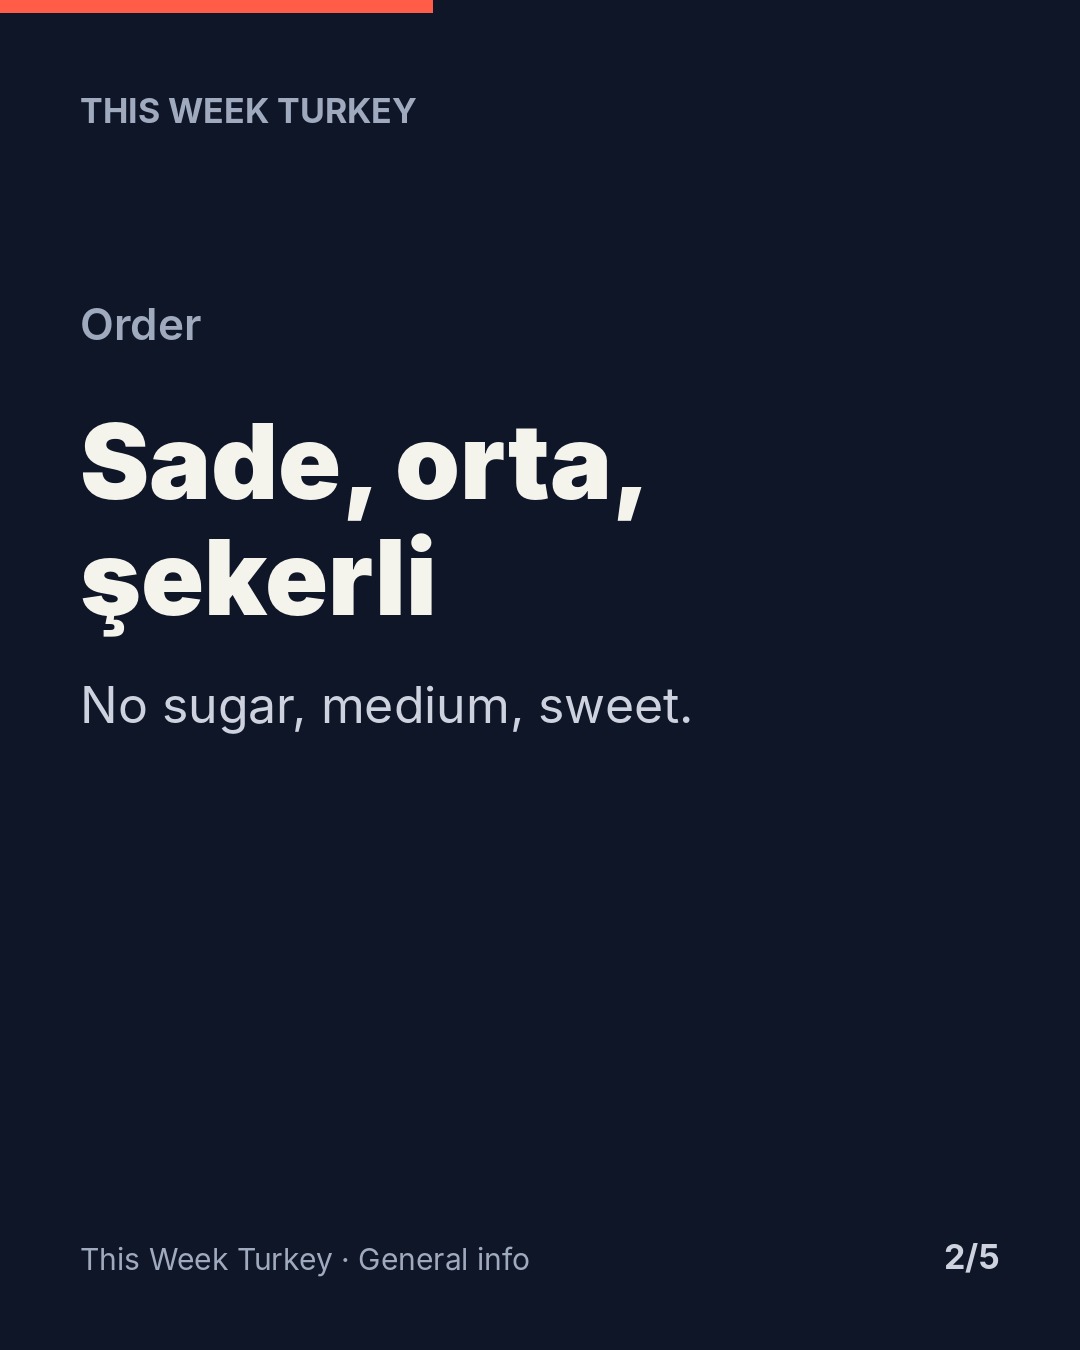 THIS WEEK TURKEY
Order
Sade, orta,
şekerli
No sugar, medium, sweet.
This Week Turkey · General info
2/5